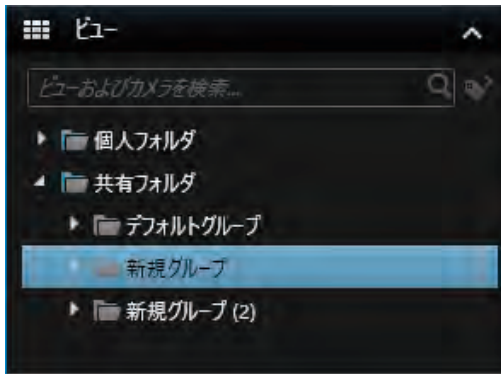 ビュー
ビューおよびカメラを検索...
個人フォルダ
共有フォルダ
デフォルトグループ
新規グループ
新規グループ (2)